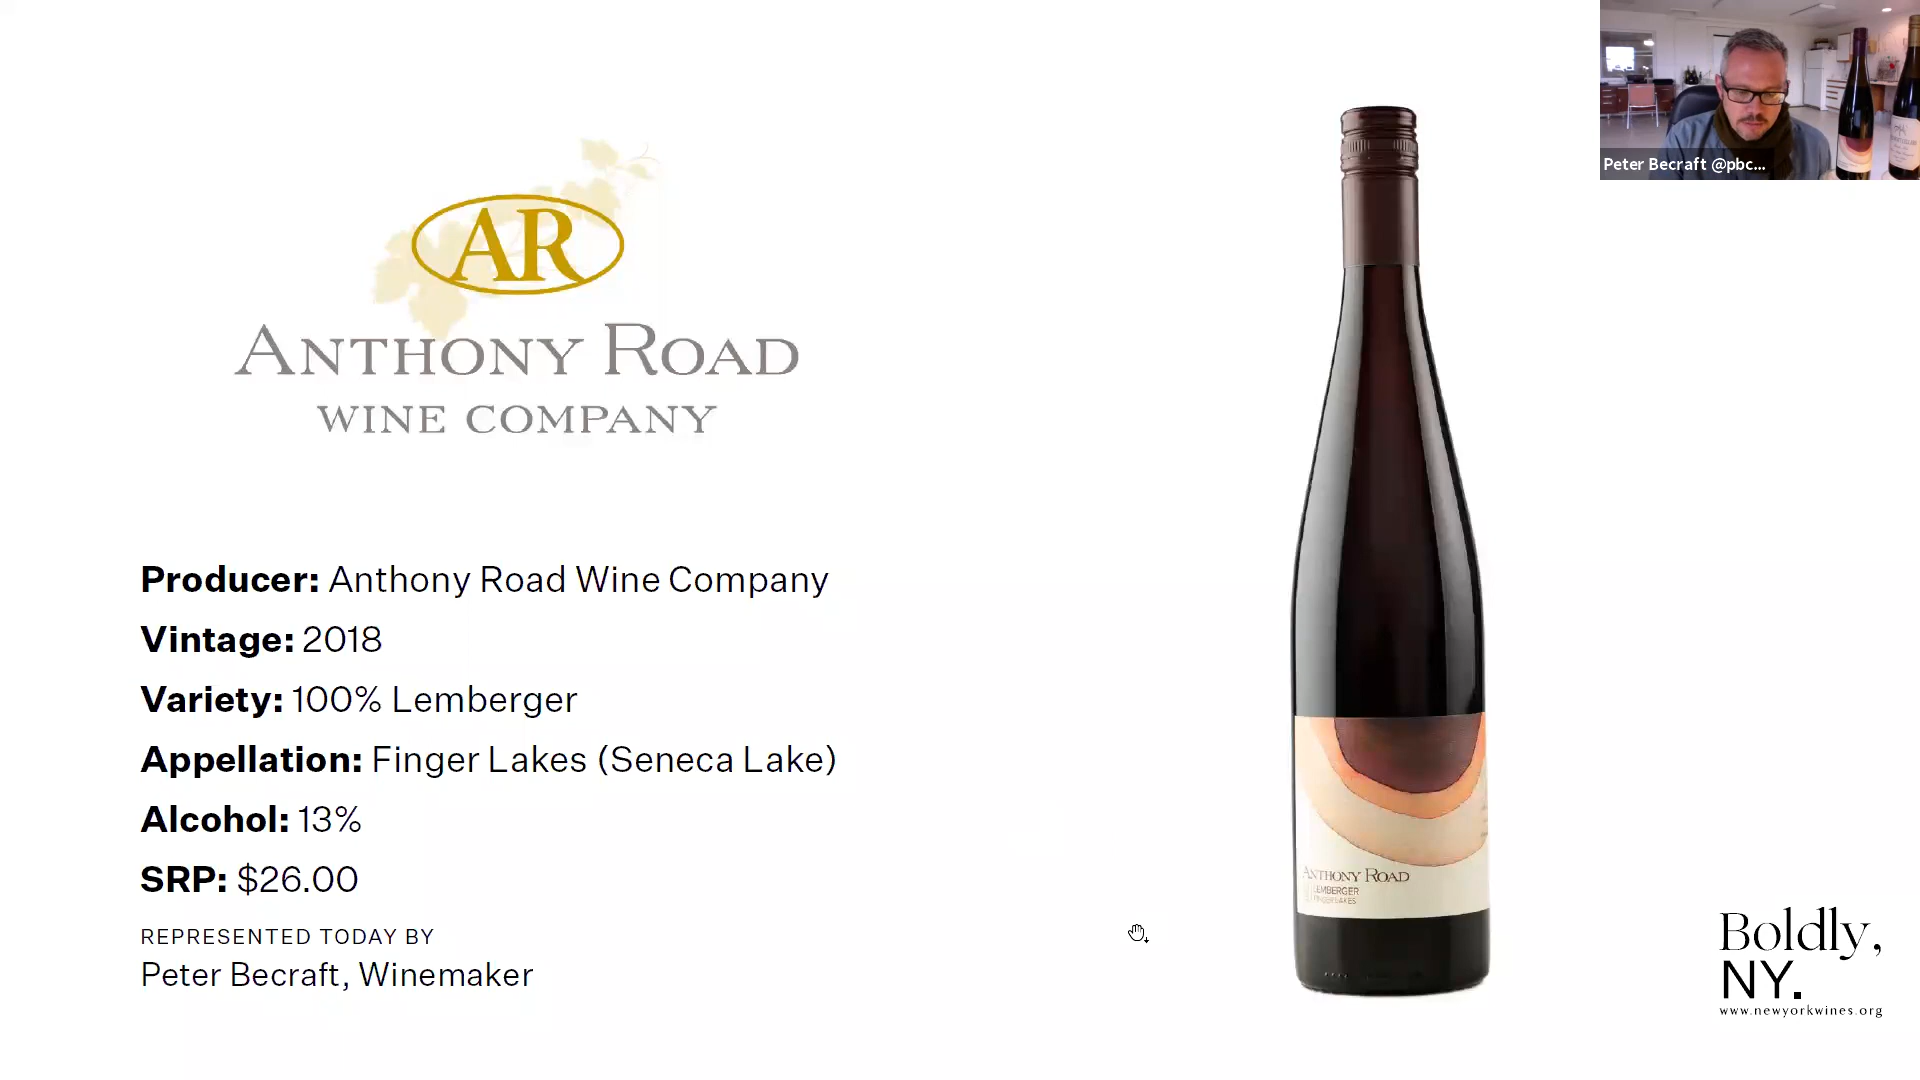 AR
ANTHONY ROAD
WINE COMPANY
Producer: Anthony Road Wine Company
Vintage: 2018
Variety: 100% Lemberger
Appellation: Finger Lakes (Seneca Lake)
Alcohol: 13%
SRP: $26.00
REPRESENTED TODAY BY
Peter Becraft, Winemaker
ANTHONY ROAD
LEMBERGER
FINGER LAKES
Peter Becraft @pbc...
Boldly,
NY.
www.newyorkwines.org